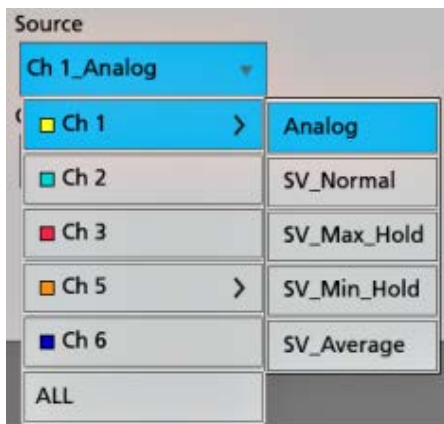 Source
Ch 1_Analog
Ch 1
Ch 2
Ch 3
Ch 5
Ch 6
ALL
Analog
SV_Normal
SV_Max_Hold
SV_Min_Hold
SV_Average